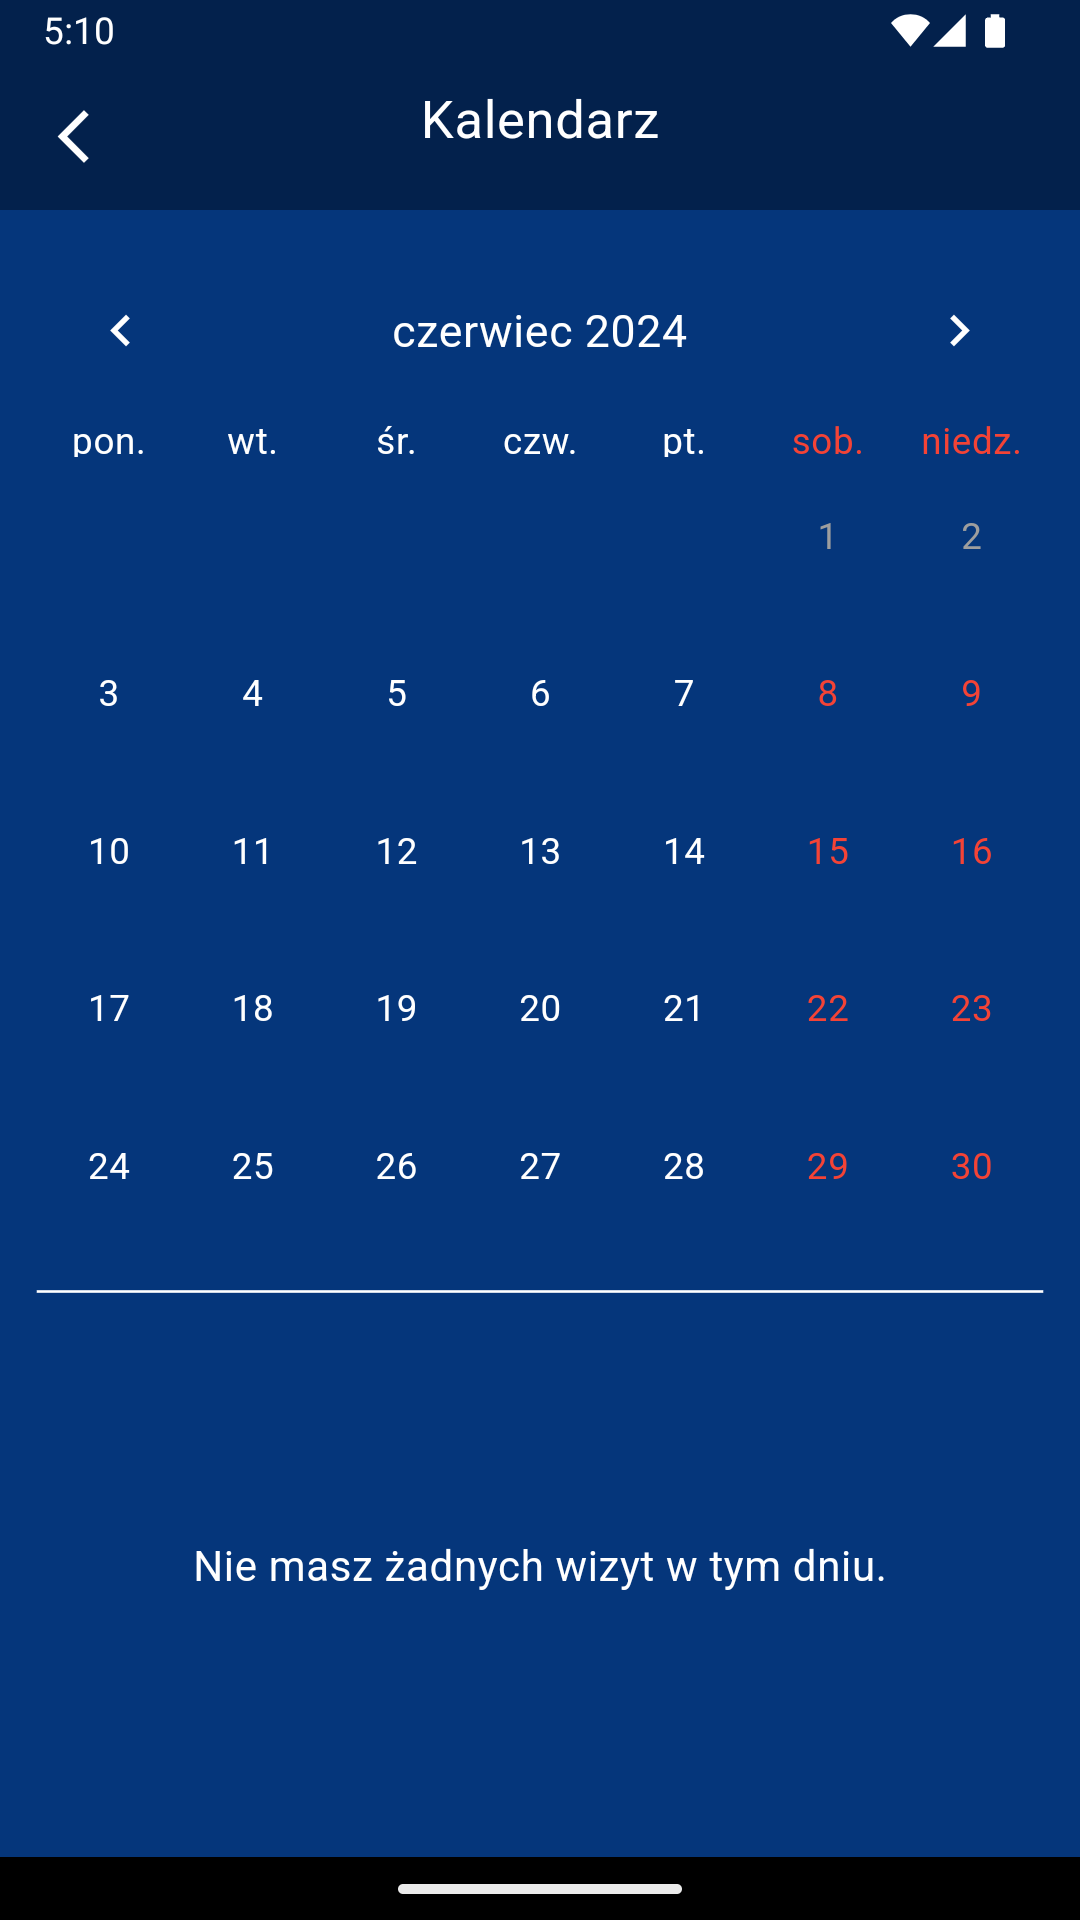 5:10
Kalendarz
czerwiec 2024
pon. wt. śr. czw. pt. sob. niedz.
1 2
3 4 5 6 7 8 9
10 11 12 13 14 15 16
17 18 19 20 21 22 23
24 25 26 27 28 29 30
Nie masz żadnych wizyt w tym dniu.